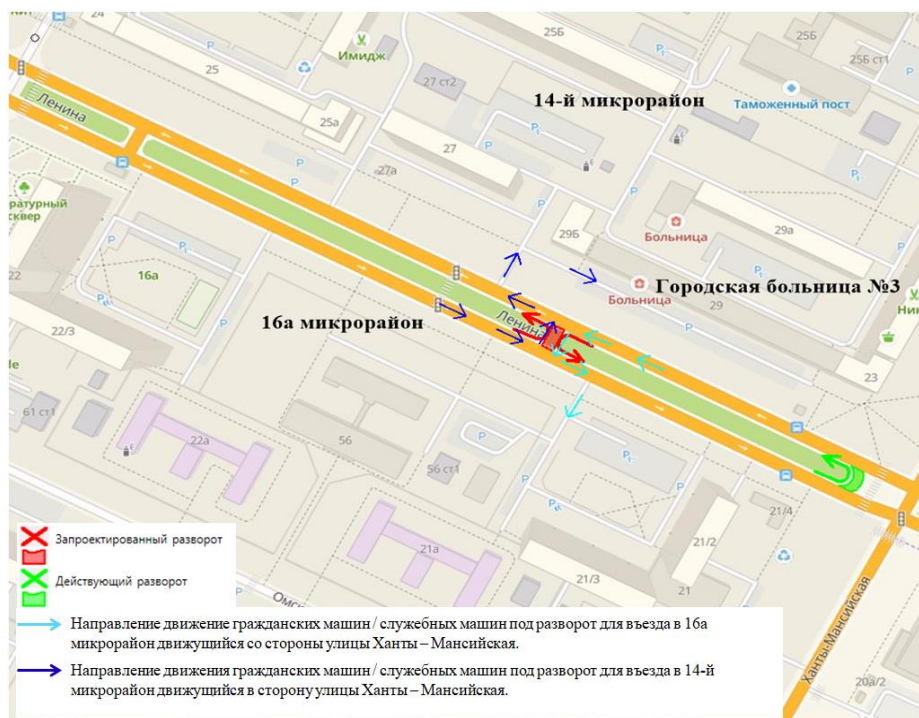 24
25Б
25Б
25Б ст1
Имидж
25
27 ст2
14-й микрорайон
Таможенный пост
Ленина
25а
27
27а
29Б
Больница
29а
Городская больница №3
Больница
29
16а
22
16а микрорайон
Ленина
22/3
23
61 ст1
22а
56
56 ст1
21/4
21/2
21а
21/3
21
Ханты-Мансийская
20а/2
Запроектированный разворот
Действующий разворот
Направление движение гражданских машин / служебных машин под разворот для въезда в 16а
микрорайон движущийся со стороны улицы Ханты – Мансийская.
Направление движения гражданских машин / служебных машин под разворот для въезда в 14-й
микрорайон движущийся в сторону улицы Ханты – Мансийская.